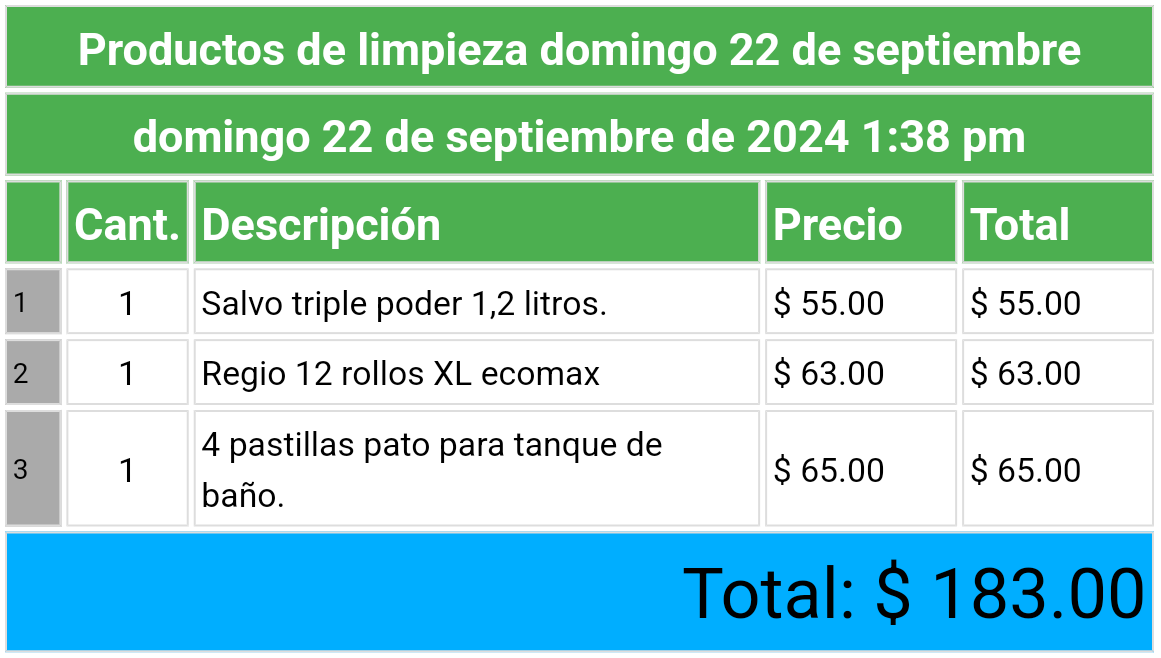 Productos de limpieza domingo 22 de septiembre
domingo 22 de septiembre de 2024 1:38 pm
Cant. Descripción Precio Total
1 1 Salvo triple poder 1,2 litros. $ 55.00 $ 55.00
2 1 Regio 12 rollos XL ecomax $ 63.00 $ 63.00
3 1 4 pastillas pato para tanque de
baño. $ 65.00 $ 65.00
Total: $ 183.00